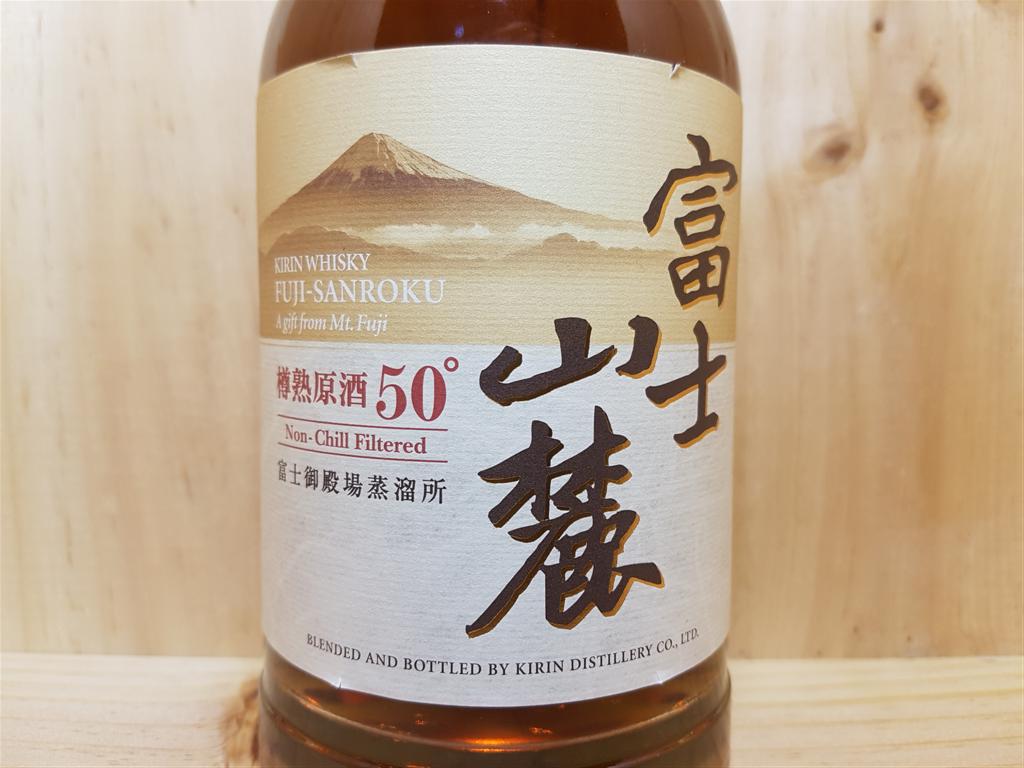 富士
山麓
KIRIN WHISKY
FUJI-SANROKU
A gift from Mt. Fuji
樽熟原酒 50°
Non-Chill Filtered
富士御殿場蒸溜所
BLENDED AND BOTTLED BY KIRIN DISTILLERY CO., LTD.